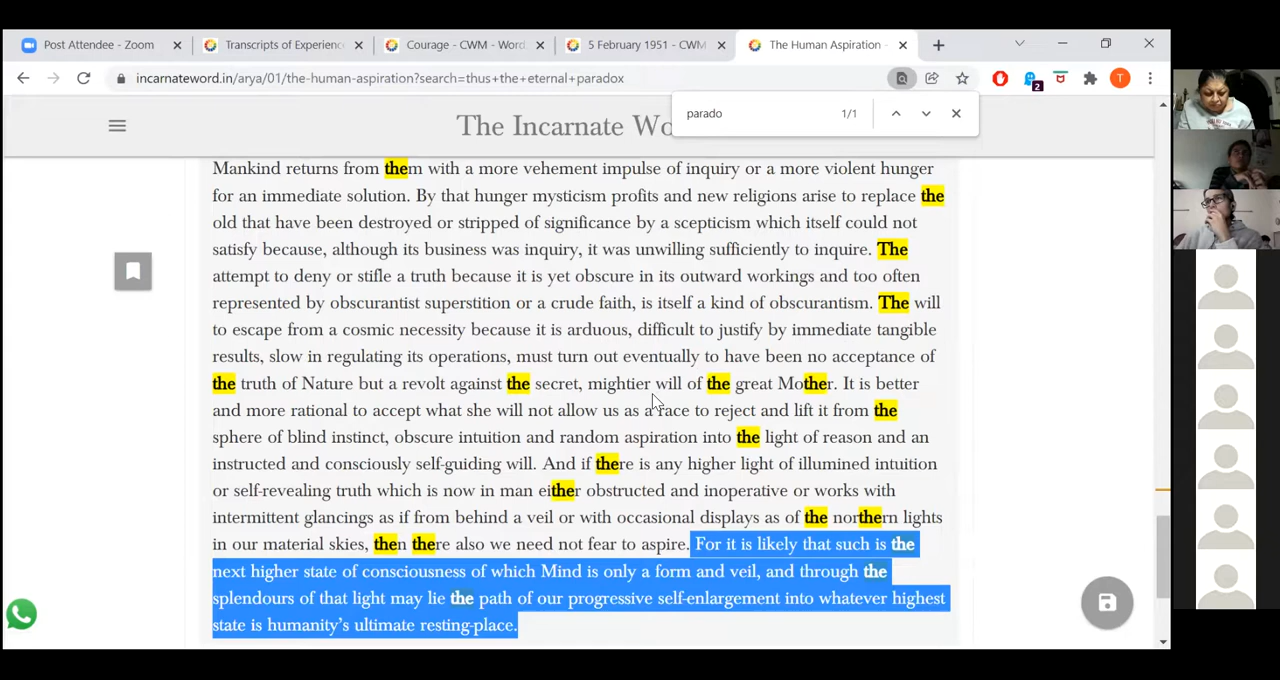 Post Attendee - Zoom
Transcripts of Experienc
Courage - CWM - Word
5 February 1951 - CWM
The Human Aspiration -
incarnateword.in/arya/01/the-human-aspiration?search=thus+the+eternal+paradox
2
T
parado
1/1
The Incarnate Wo
Mankind returns from them with a more vehement impulse of inquiry or a more violent hunger
for an immediate solution. By that hunger mysticism profits and new religions arise to replace the
old that have been destroyed or stripped of significance by a scepticism which itself could not
satisfy because, although its business was inquiry, it was unwilling sufficiently to inquire. The
attempt to deny or stifle a truth because it is yet obscure in its outward workings and too often
represented by obscurantist superstition or a crude faith, is itself a kind of obscurantism. The will
to escape from a cosmic necessity because it is arduous, difficult to justify by immediate tangible
results, slow in regulating its operations, must turn out eventually to have been no acceptance of
the truth of Nature but a revolt against the secret, mightier will of the great Mother. It is better
and more rational to accept what she will not allow us as a race to reject and lift it from the
sphere of blind instinct, obscure intuition and random aspiration into the light of reason and an
instructed and consciously self-guiding will. And if there is any higher light of illumined intuition
or self-revealing truth which is now in man either obstructed and inoperative or works with
intermittent glancings as if from behind a veil or with occasional displays as of the northern lights
in our material skies, then there also we need not fear to aspire. For it is likely that such is the
next higher state of consciousness of which Mind is only a form and veil, and through the
splendours of that light may lie the path of our progressive self-enlargement into whatever highest
state is humanity's ultimate resting-place.